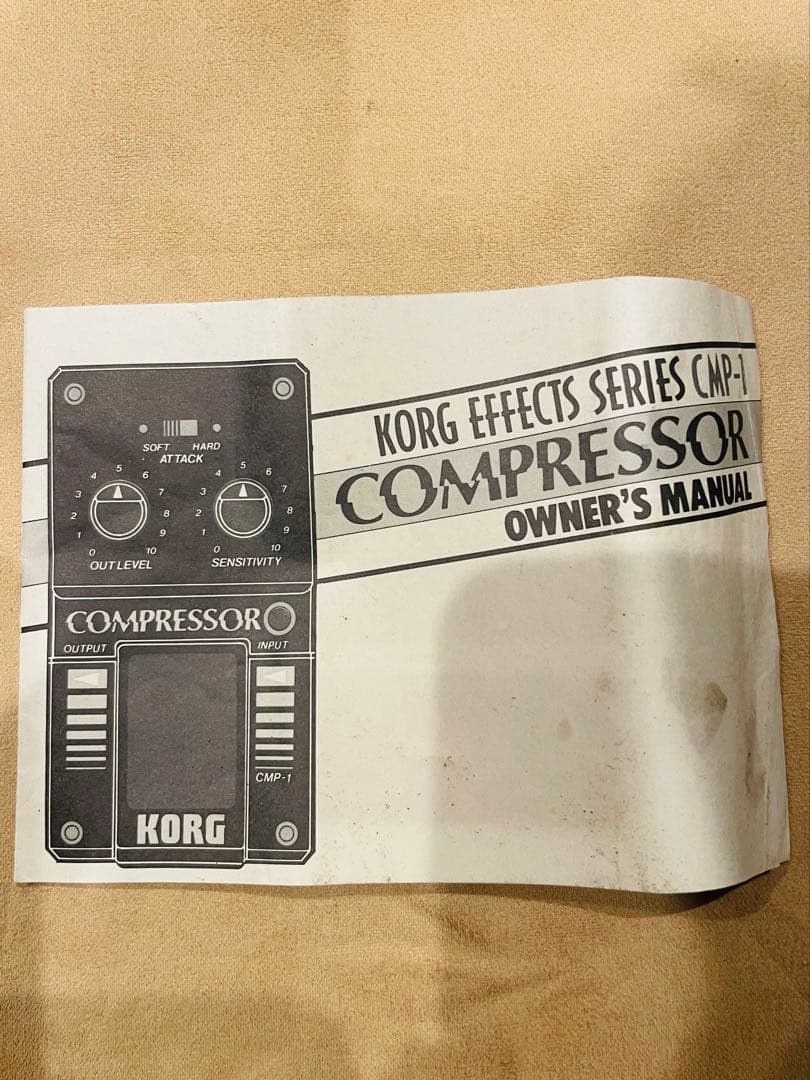 KORG EFFECTS SERIES CMP-1
COMPRESSOR
OWNER'S MANUAL
SOFT HARD
ATTACK
0 1 2 3 4 5 6 7 8 9 10
OUT LEVEL
0 1 2 3 4 5 6 7 8 9 10
SENSITIVITY
COMPRESSOR
OUTPUT INPUT
CMP-1
KORG